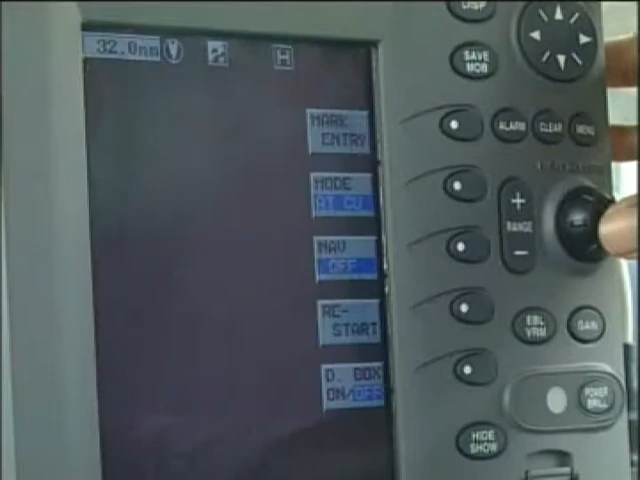 DISP
32.0nm
H
SAVE
MOB
MARK
ENTRY
ALARM
CLEAR
MENU
MODE
AT CU
+
RANGE
-
NAV
OFF
RE-
START
EBL
VRM
GAIN
D. BOX
ON/OFF
POWER
BRILL
HIDE
SHOW